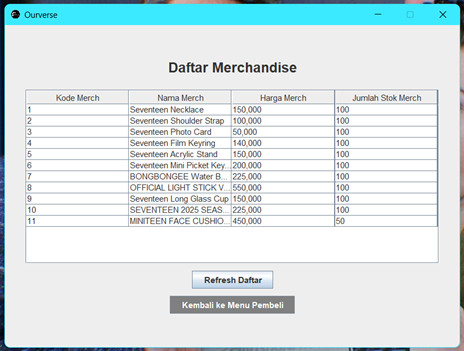 Ourverse
Daftar Merchandise
Kode Merch Nama Merch Harga Merch Jumlah Stok Merch
1 Seventeen Necklace 150,000 100
2 Seventeen Shoulder Strap 100,000 100
3 Seventeen Photo Card 50,000 100
4 Seventeen Film Keyring 140,000 100
5 Seventeen Acrylic Stand 150,000 100
6 Seventeen Mini Picket Key... 200,000 100
7 BONGBONGEE Water B... 225,000 100
8 OFFICIAL LIGHT STICK V... 550,000 100
9 Seventeen Long Glass Cup 150,000 100
10 SEVENTEEN 2025 SEAS... 225,000 100
11 MINITEEN FACE CUSHIO... 450,000 50
Refresh Daftar
Kembali ke Menu Pembeli